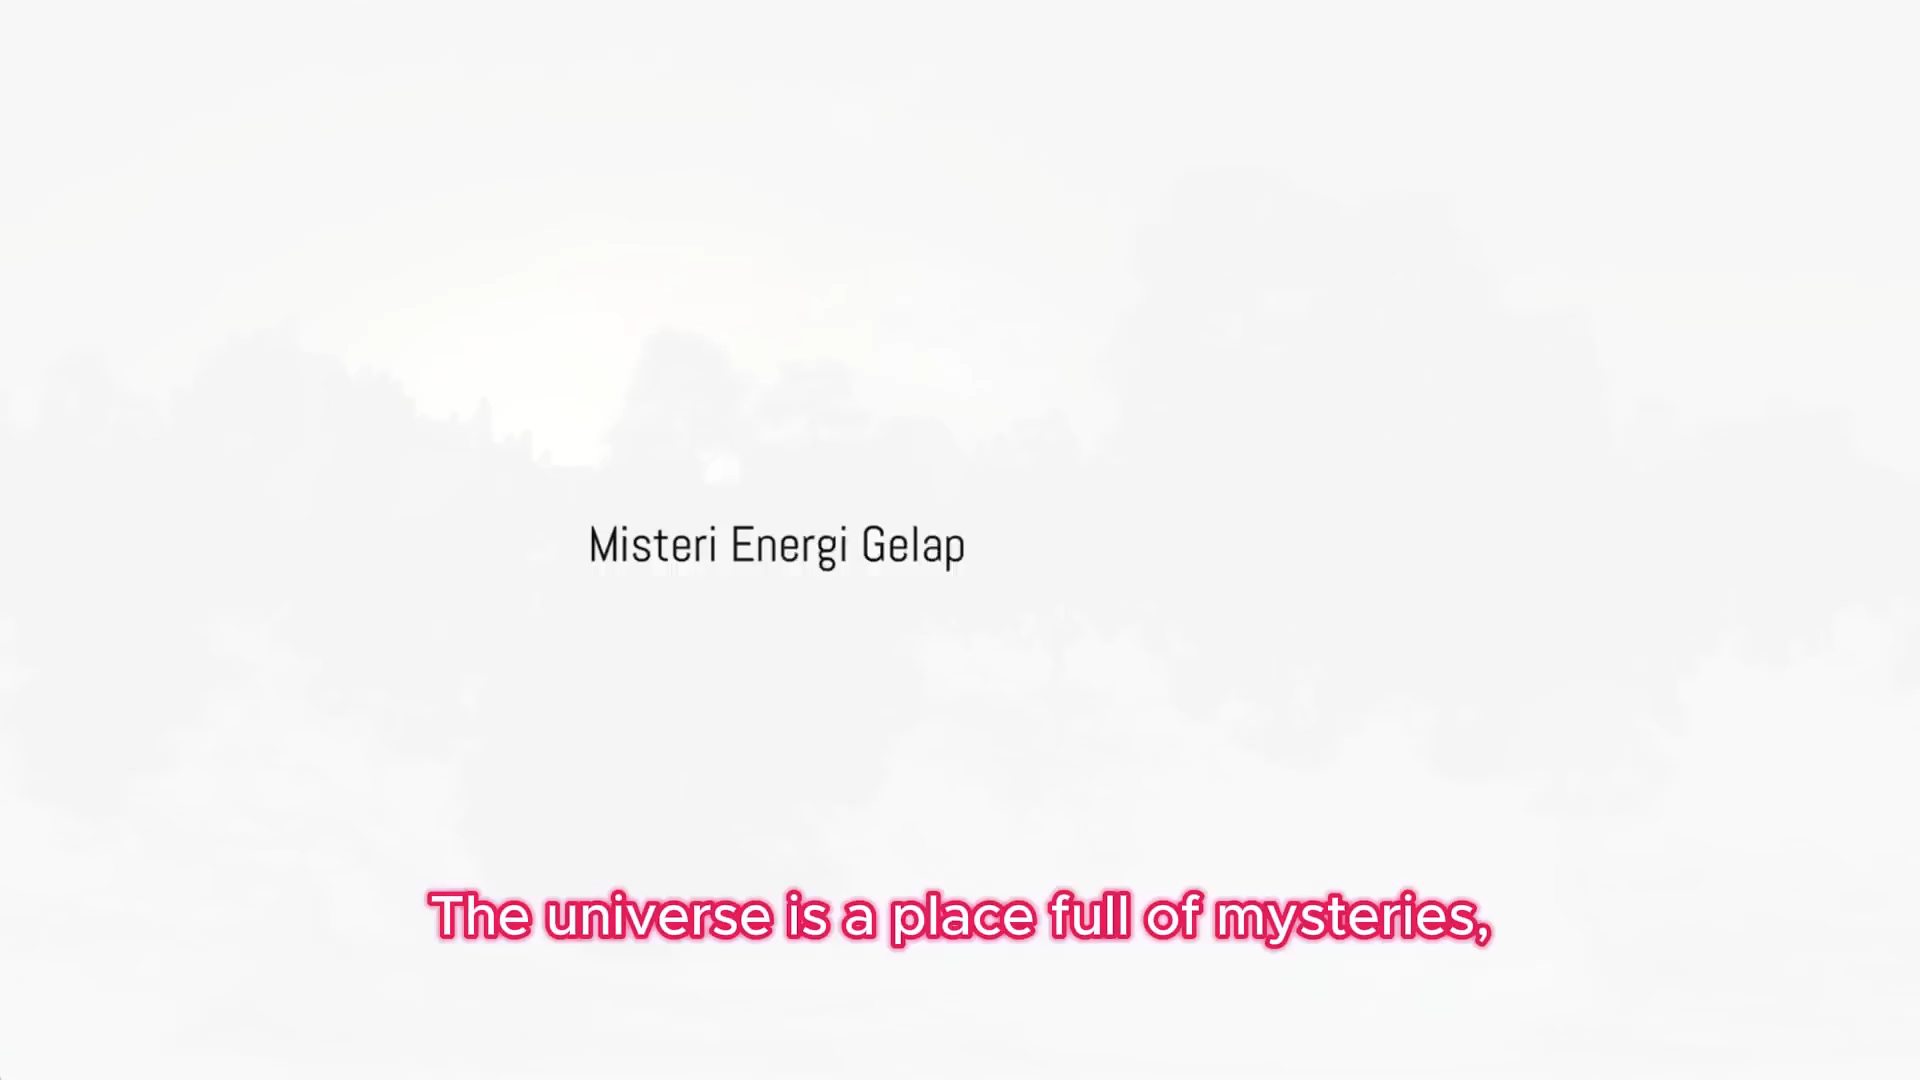 Misteri Energi Gelap
The universe is a place full of mysteries,